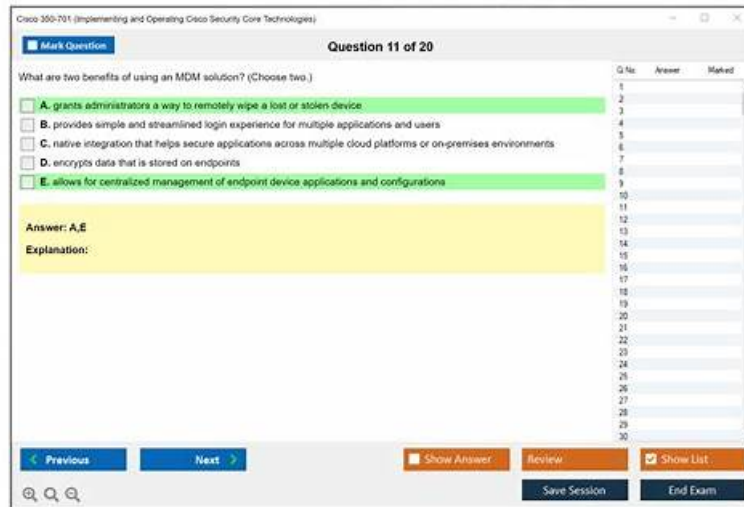 Cisco 350-701 (Implementing and Operating Cisco Security Core Technologies)
Mark Question
Question 11 of 20
What are two benefits of using an MDM solution? (Choose two.)
A. grants administrators a way to remotely wipe a lost or stolen device
B. provides simple and streamlined login experience for multiple applications and users
C. native integration that helps secure applications across multiple cloud platforms or on-premises environments
D. encrypts data that is stored on endpoints
E. allows for centralized management of endpoint device applications and configurations
Answer: A,E
Explanation:
Q.No. Answer Marked
1
2
3
4
5
6
7
8
9
10
11
12
13
14
15
16
17
18
19
20
21
22
23
24
25
26
27
28
29
30
Previous
Next
Show Answer
Review
Show List
Save Session
End Exam